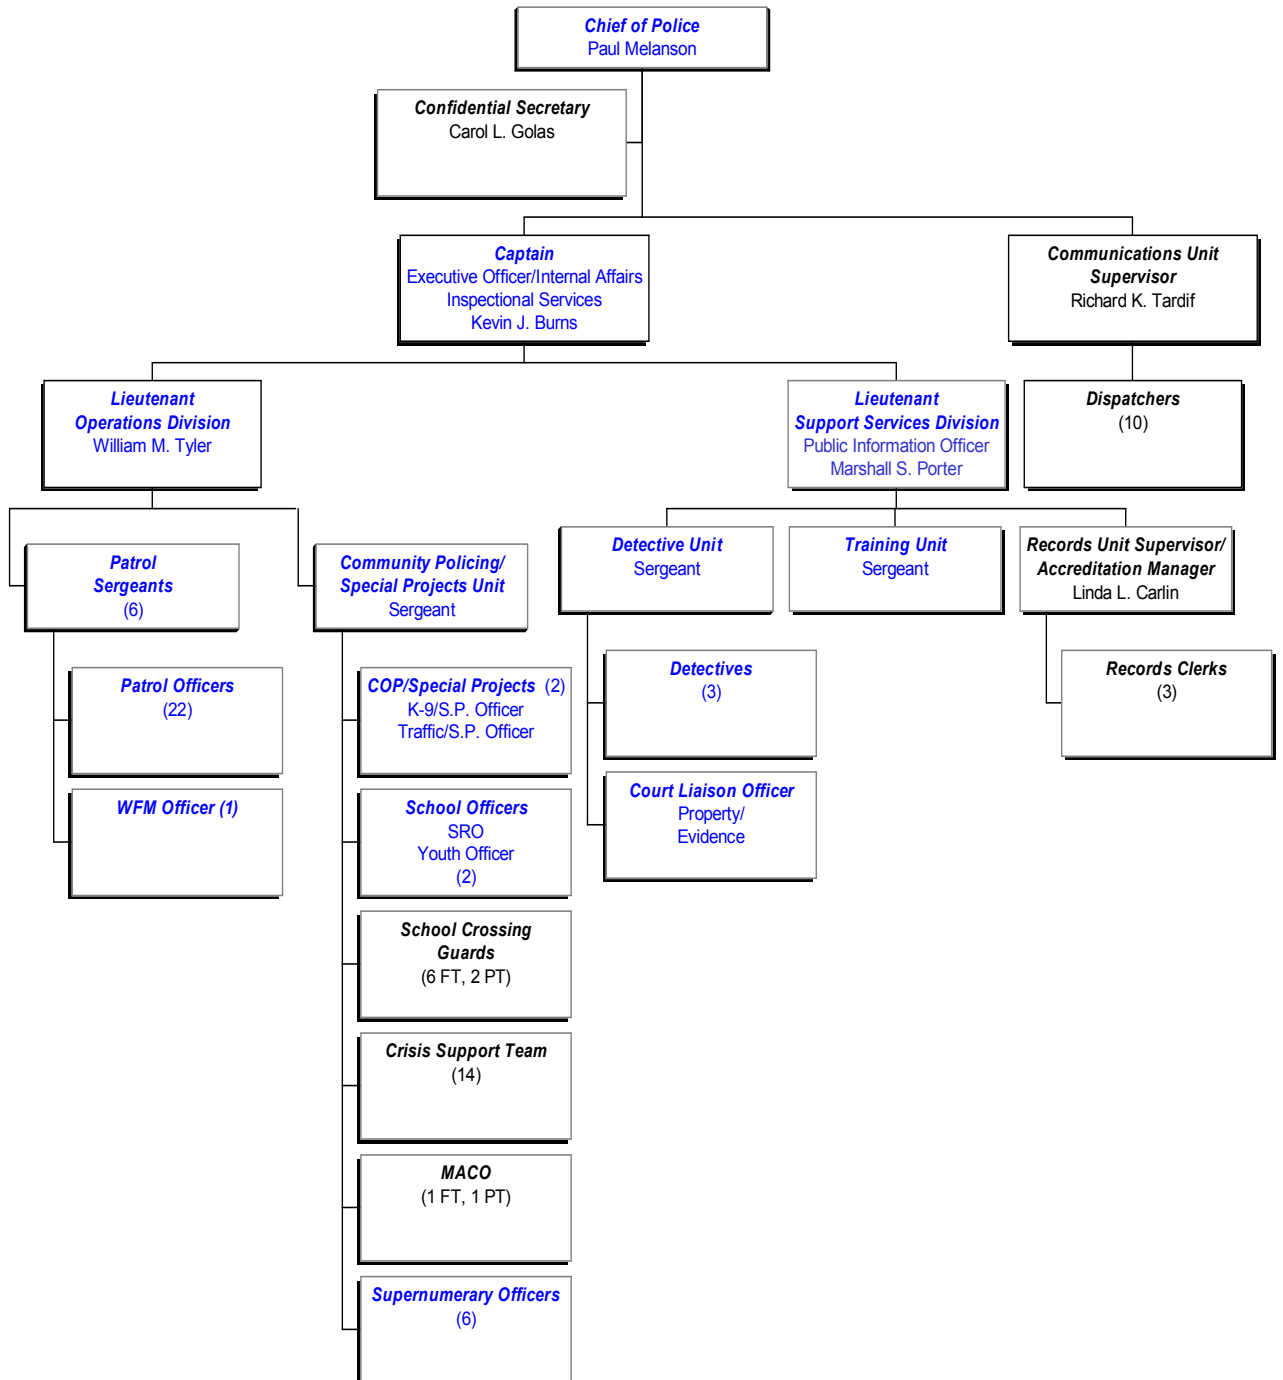 Chief of Police
Paul Melanson
Confidential Secretary
Carol L. Golas
Captain
Executive Officer/Internal Affairs
Inspectional Services
Kevin J. Burns
Communications Unit
Supervisor
Richard K. Tardif
Lieutenant
Operations Division
William M. Tyler
Lieutenant
Support Services Division
Public Information Officer
Marshall S. Porter
Dispatchers
(10)
Patrol
Sergeants
(6)
Community Policing/
Special Projects Unit
Sergeant
Detective Unit
Sergeant
Training Unit
Sergeant
Records Unit Supervisor/
Accreditation Manager
Linda L. Carlin
Patrol Officers
(22)
COP/Special Projects (2)
K-9/S.P. Officer
Traffic/S.P. Officer
Detectives
(3)
Records Clerks
(3)
WFM Officer (1)
School Officers
SRO
Youth Officer
(2)
Court Liaison Officer
Property/
Evidence
School Crossing
Guards
(6 FT, 2 PT)
Crisis Support Team
(14)
MACO
(1 FT, 1 PT)
Supernumerary Officers
(6)